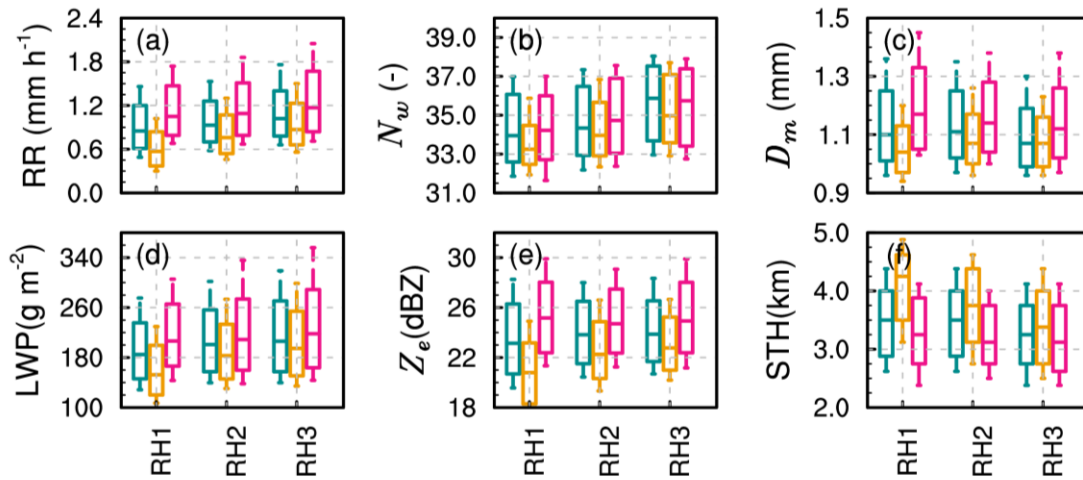 (a)
RR (mm h⁻¹)
2.4
1.8
1.2
0.6
0.0
(b)
N_w (-)
39.0
37.0
35.0
33.0
31.0
(c)
D_m (mm)
1.5
1.3
1.1
0.9
(d)
LWP(g m⁻²)
340
260
180
100
RH1
RH2
RH3
(e)
Z_e(dBZ)
30
26
22
18
RH1
RH2
RH3
(f)
STH(km)
5.0
4.0
3.0
2.0
RH1
RH2
RH3